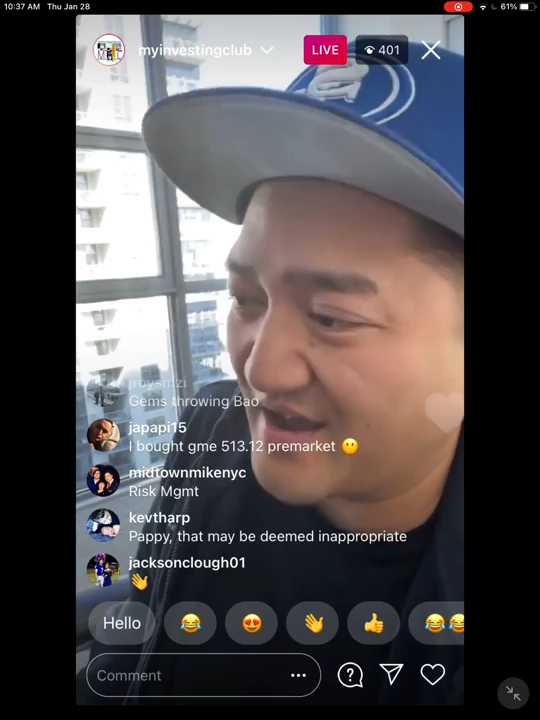 10:37 AM Thu Jan 28
61%
myinvestingclub
LIVE
401
jroysmzi
Gems throwing Bao
japapi15
I bought gme 513.12 premarket 😶
midtownmikenyc
Risk Mgmt
kevtharp
Pappy, that may be deemed inappropriate
jacksonclough01
👋
Hello 😂 😍 👋 👍 😂😂
Comment